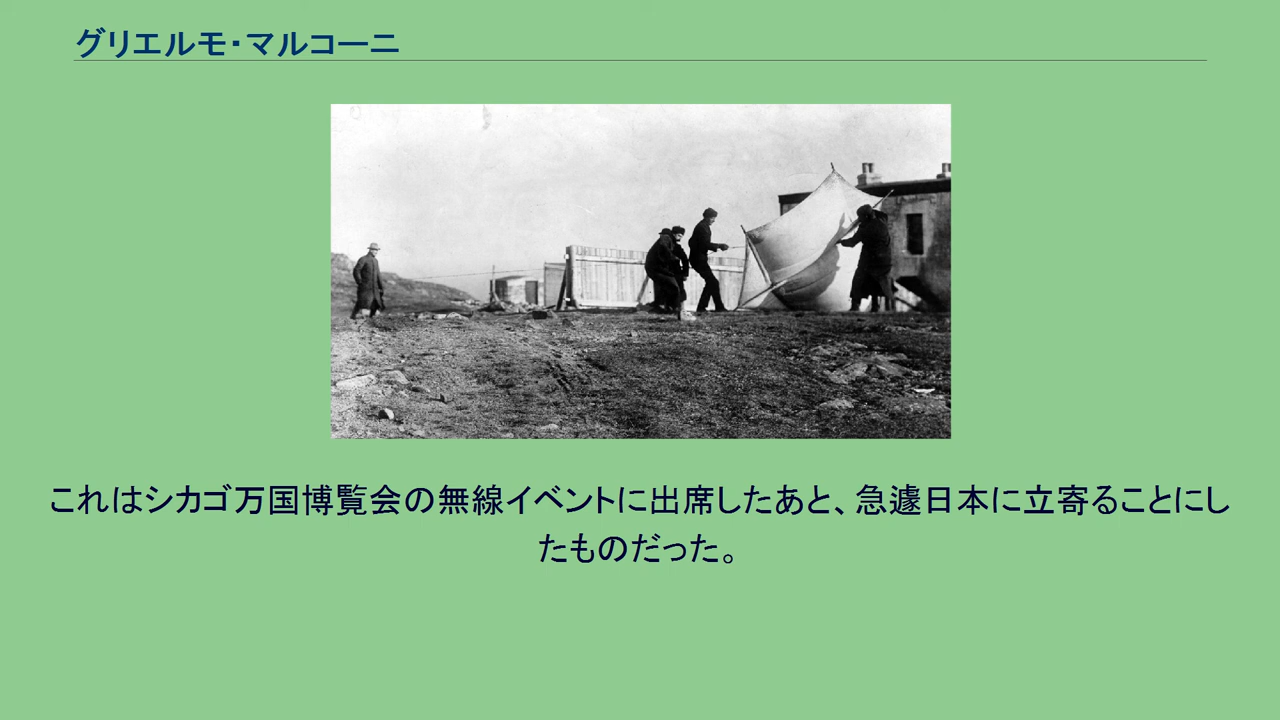 グリエルモ・マルコーニ
これはシカゴ万国博覧会の無線イベントに出席したあと、急遽日本に立寄ることにし
たものだった。